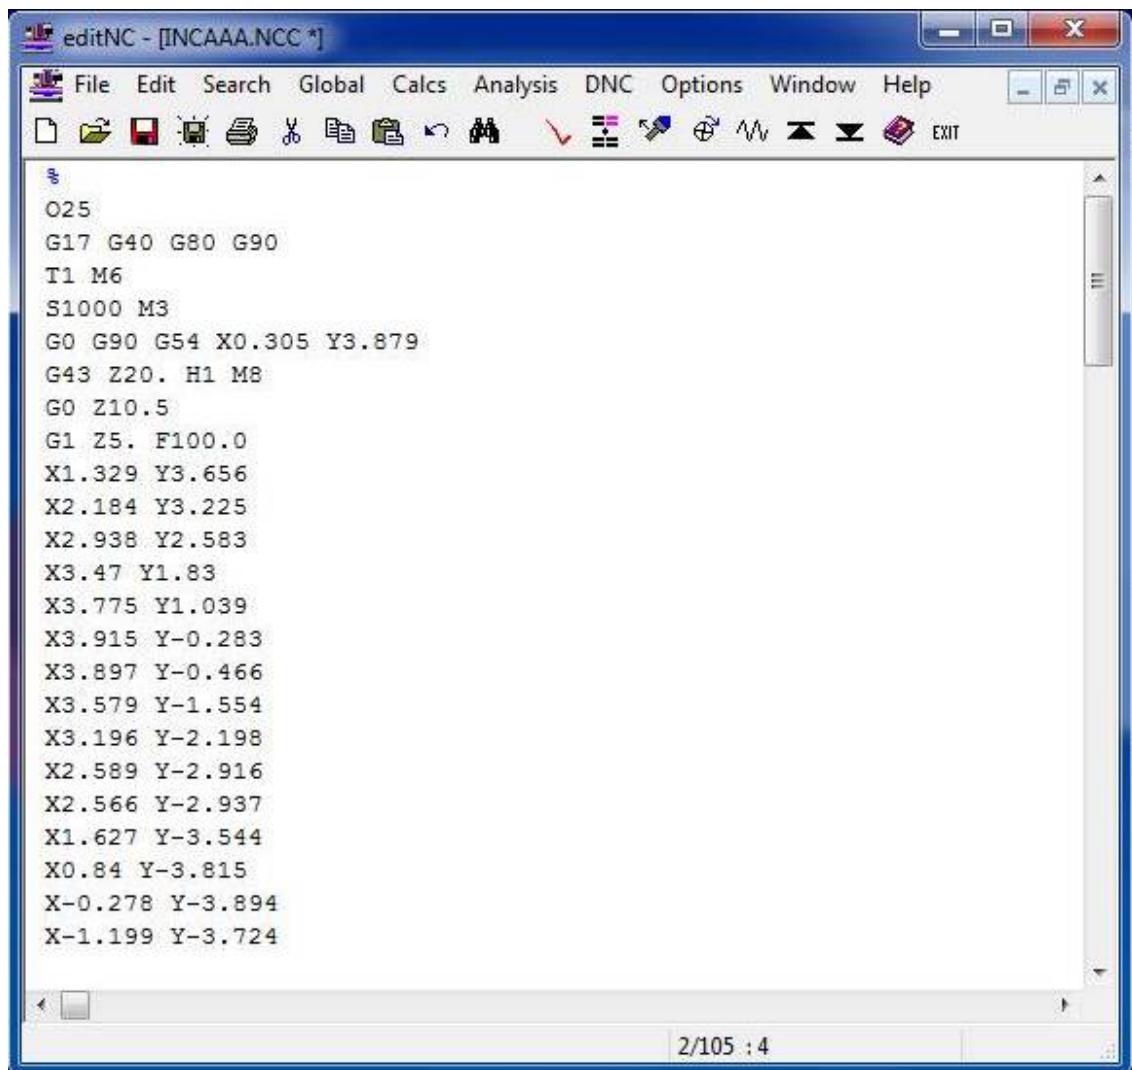 editNC - [INCAAA.NCC *]
File Edit Search Global Calcs Analysis DNC Options Window Help
EXIT
%
O25
G17 G40 G80 G90
T1 M6
S1000 M3
G0 G90 G54 X0.305 Y3.879
G43 Z20. H1 M8
G0 Z10.5
G1 Z5. F100.0
X1.329 Y3.656
X2.184 Y3.225
X2.938 Y2.583
X3.47 Y1.83
X3.775 Y1.039
X3.915 Y-0.283
X3.897 Y-0.466
X3.579 Y-1.554
X3.196 Y-2.198
X2.589 Y-2.916
X2.566 Y-2.937
X1.627 Y-3.544
X0.84 Y-3.815
X-0.278 Y-3.894
X-1.199 Y-3.724
2/105 :4